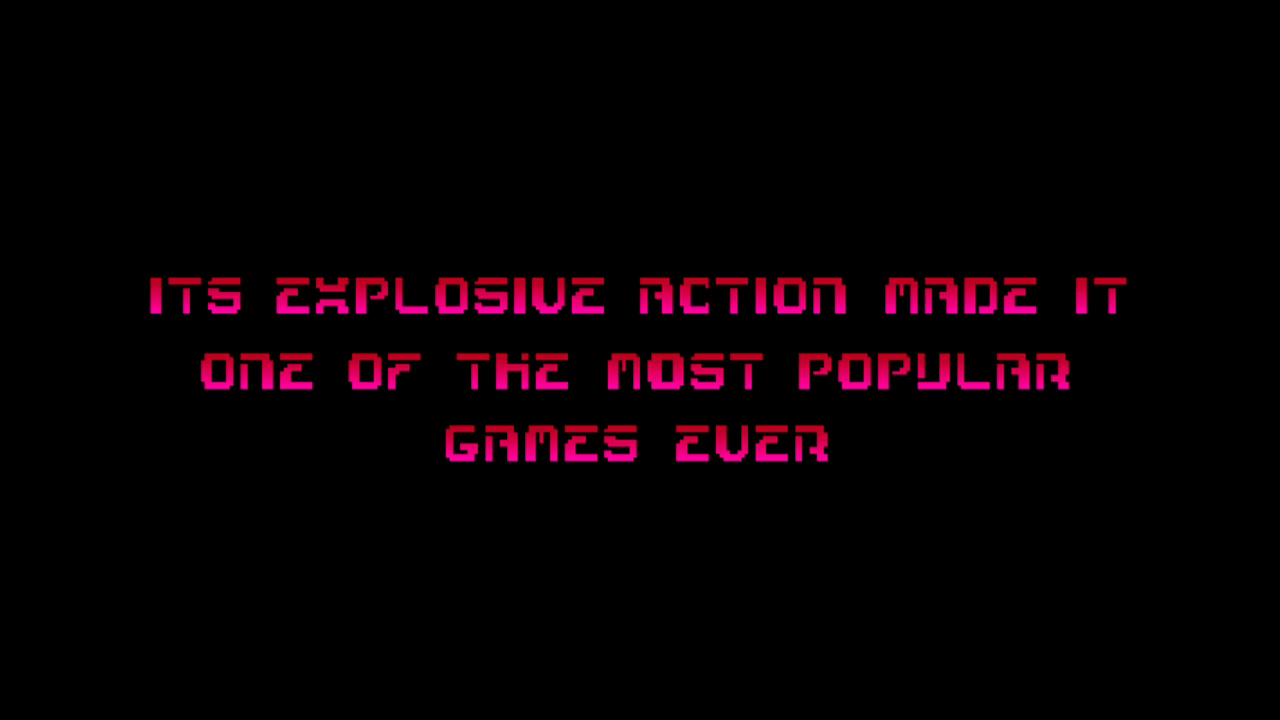 ITS EXPLOSIVE ACTION MADE IT
ONE OF THE MOST POPULAR
GAMES EVER